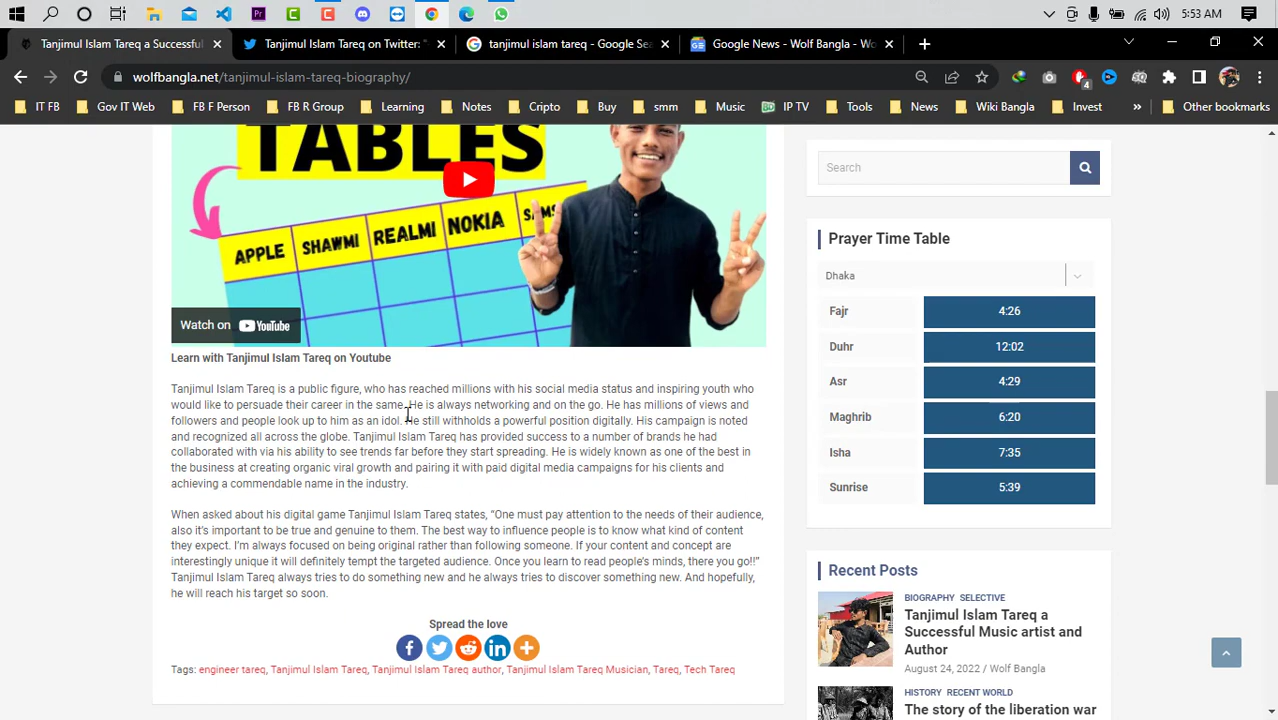 5:53 AM
Tanjimul Islam Tareq a Successful
Tanjimul Islam Tareq on Twitter: "
tanjimul islam tareq - Google Sea
Google News - Wolf Bangla - Wo
wolfbangla.net/tanjimul-islam-tareq-biography/
4
IT FB
Gov IT Web
FB F Person
FB R Group
Learning
Notes
Cripto
Buy
smm
Music
IP TV
Tools
News
Wiki Bangla
Invest
Other bookmarks
TABLES
APPLE
SHAWMI
REALMI
NOKIA
SAMS
Watch on YouTube
Learn with Tanjimul Islam Tareq on Youtube
Tanjimul Islam Tareq is a public figure, who has reached millions with his social media status and inspiring youth who
would like to persuade their career in the same. He is always networking and on the go. He has millions of views and
followers and people look up to him as an idol. He still withholds a powerful position digitally. His campaign is noted
and recognized all across the globe. Tanjimul Islam Tareq has provided success to a number of brands he had
collaborated with via his ability to see trends far before they start spreading. He is widely known as one of the best in
the business at creating organic viral growth and pairing it with paid digital media campaigns for his clients and
achieving a commendable name in the industry.
When asked about his digital game Tanjimul Islam Tareq states, “One must pay attention to the needs of their audience,
also it’s important to be true and genuine to them. The best way to influence people is to know what kind of content
they expect. I’m always focused on being original rather than following someone. If your content and concept are
interestingly unique it will definitely tempt the targeted audience. Once you learn to read people’s minds, there you go!!”
Tanjimul Islam Tareq always tries to do something new and he always tries to discover something new. And hopefully,
he will reach his target so soon.
Spread the love
Tags: engineer tareq, Tanjimul Islam Tareq, Tanjimul Islam Tareq author, Tanjimul Islam Tareq Musician, Tareq, Tech Tareq
Search
Prayer Time Table
Dhaka
Fajr 4:26
Duhr 12:02
Asr 4:29
Maghrib 6:20
Isha 7:35
Sunrise 5:39
Recent Posts
BIOGRAPHY SELECTIVE
Tanjimul Islam Tareq a
Successful Music artist and
Author
August 24, 2022 / Wolf Bangla
HISTORY RECENT WORLD
The story of the liberation war